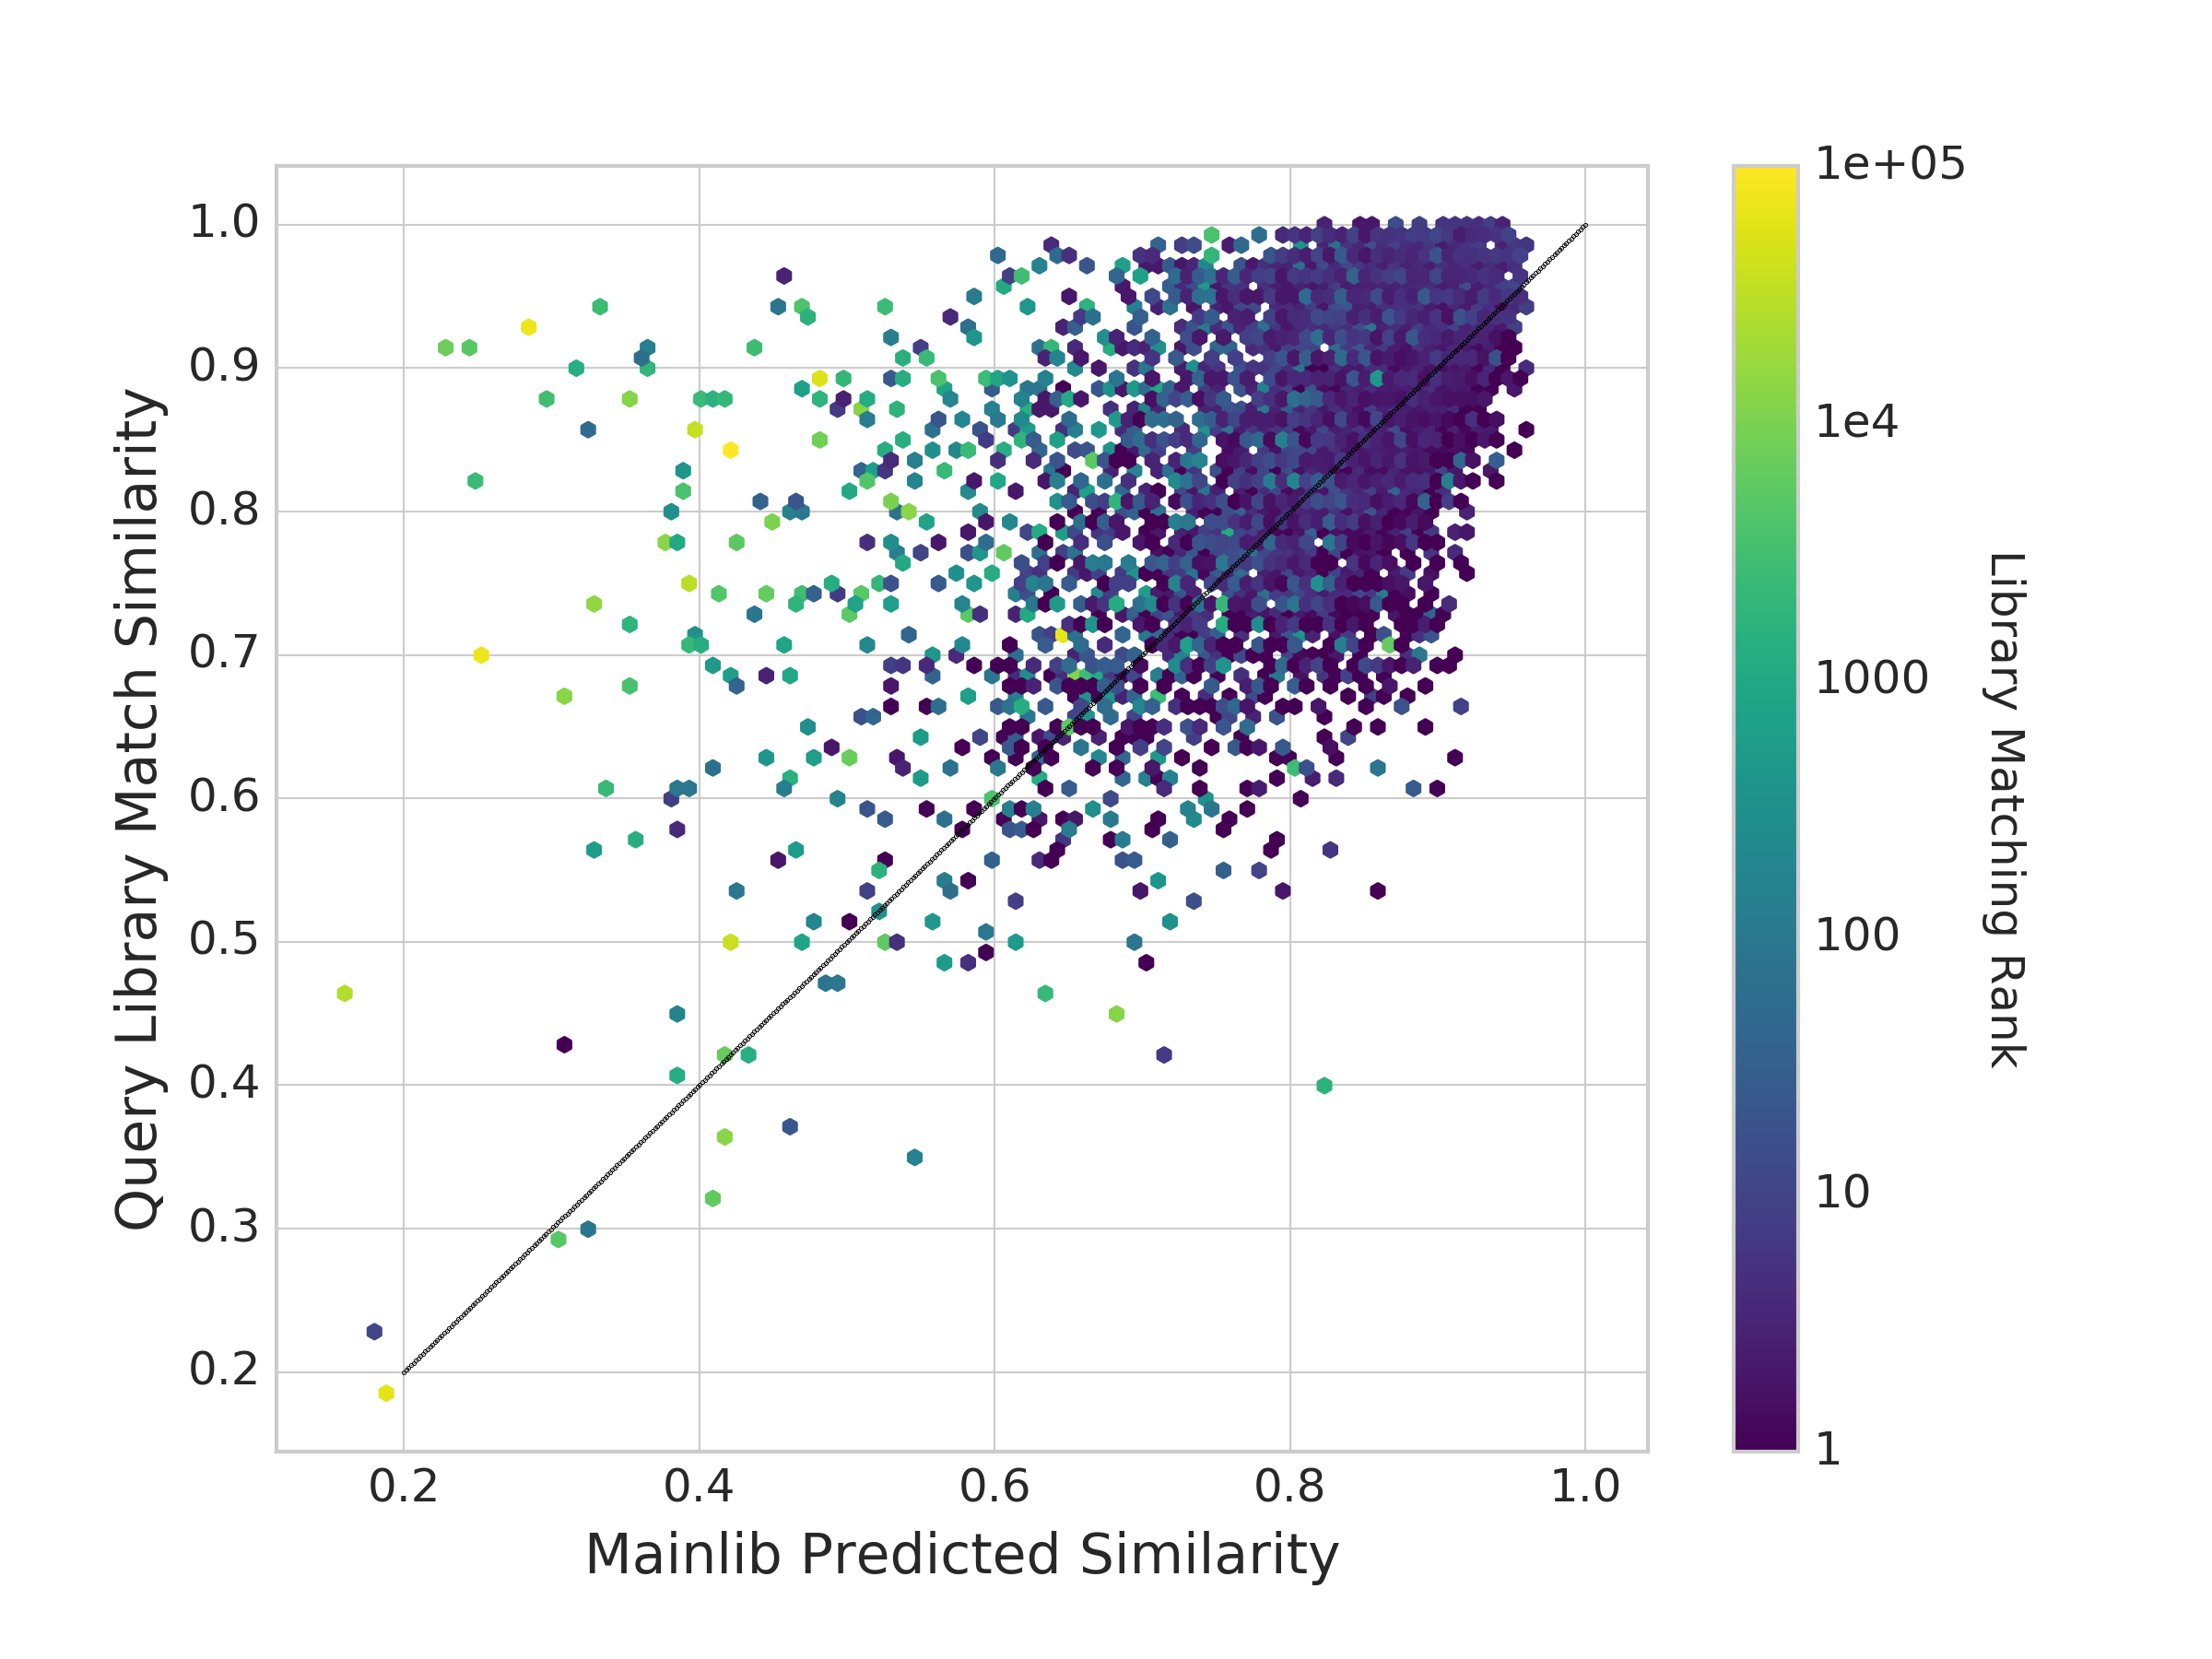 1.0
0.9
0.8
0.7
0.6
0.5
0.4
0.3
0.2
Query Library Match Similarity
0.2 0.4 0.6 0.8 1.0
Mainlib Predicted Similarity
1e+05
1e4
1000
100
10
1
Library Matching Rank